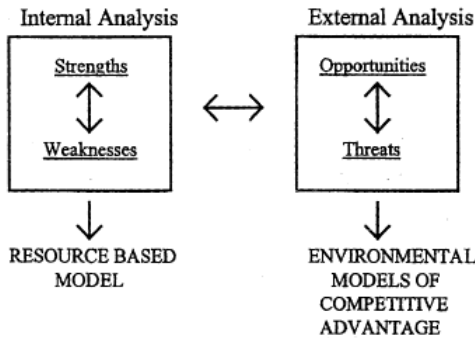 Internal Analysis
Strengths
Weaknesses
RESOURCE BASED
MODEL
External Analysis
Opportunities
Threats
ENVIRONMENTAL
MODELS OF
COMPETITIVE
ADVANTAGE